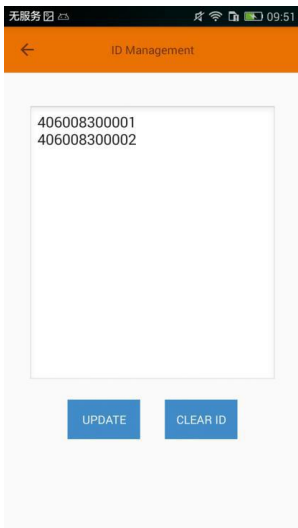 无服务 09:51
ID Management
406008300001
406008300002
UPDATE
CLEAR ID